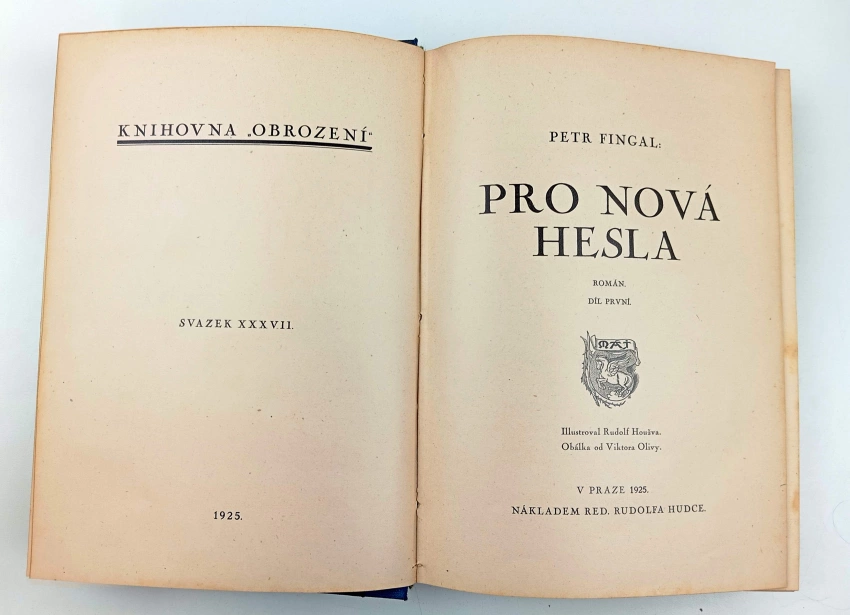 KNIHOVNA „OBROZENÍ“
SVAZEK XXXVII.
1925.
PETR FINGAL:
PRO NOVÁ
HESLA
ROMÁN.
DÍL PRVNÍ.
MAT
Illustroval Rudolf Houšva.
Obálka od Viktora Olivy.
V PRAZE 1925.
NÁKLADEM RED. RUDOLFA HUDCE.